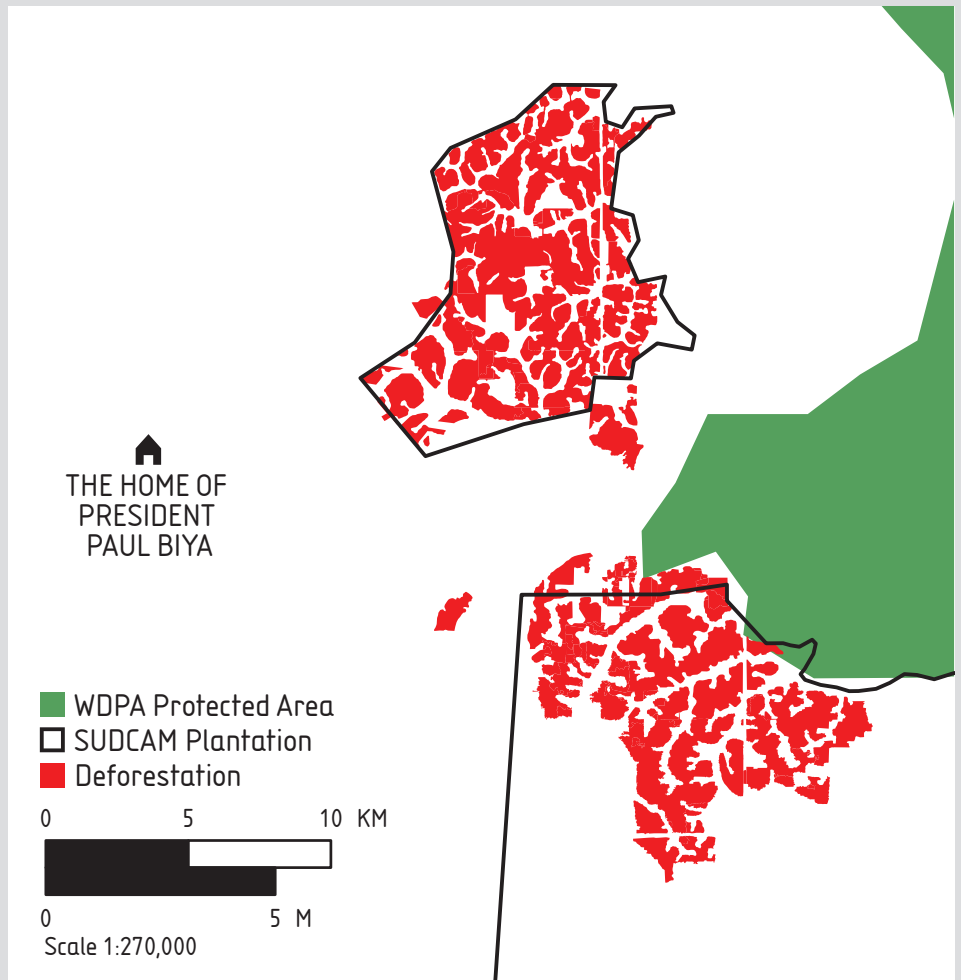 THE HOME OF
PRESIDENT
PAUL BIYA
WDPA Protected Area
SUDCAM Plantation
Deforestation
0 5 10 KM
0 5 M
Scale 1:270,000